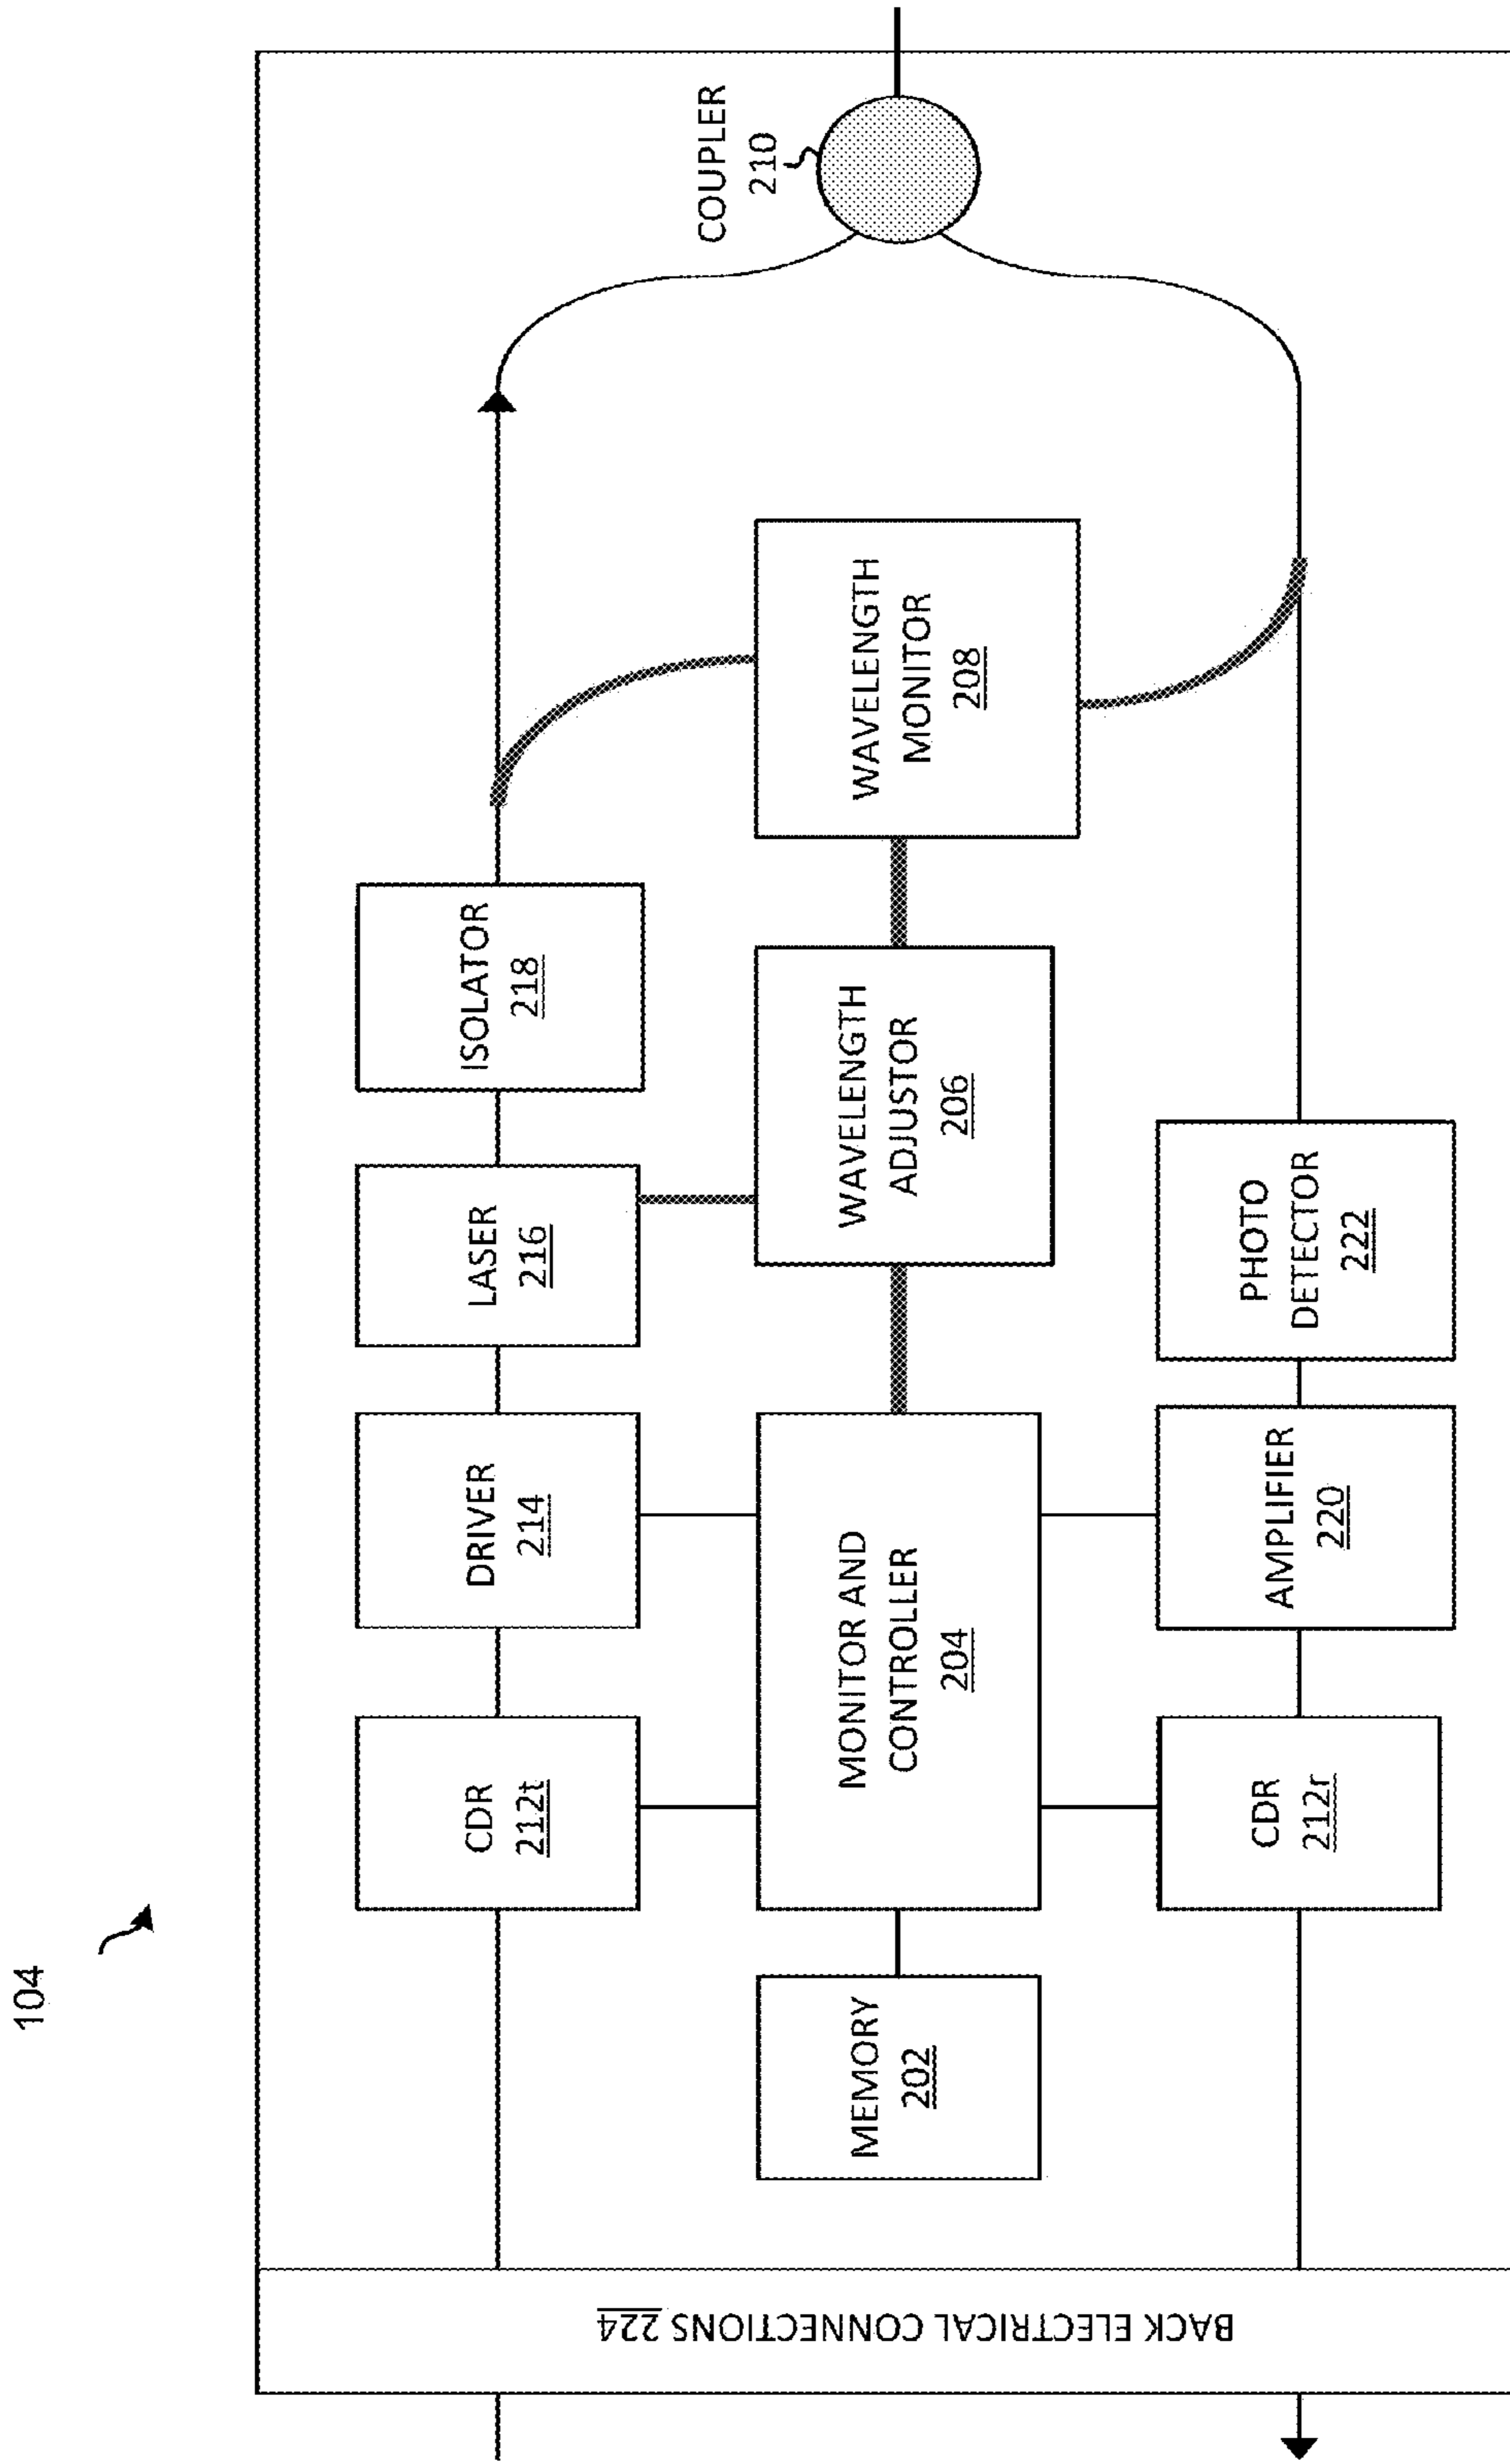 104
BACK ELECTRICAL CONNECTIONS 224
CDR
212t
DRIVER
214
LASER
216
ISOLATOR
218
COUPLER
210
MEMORY
202
MONITOR AND
CONTROLLER
204
WAVELENGTH
ADJUSTOR
206
WAVELENGTH
MONITOR
208
CDR
212r
AMPLIFIER
220
PHOTO
DETECTOR
222